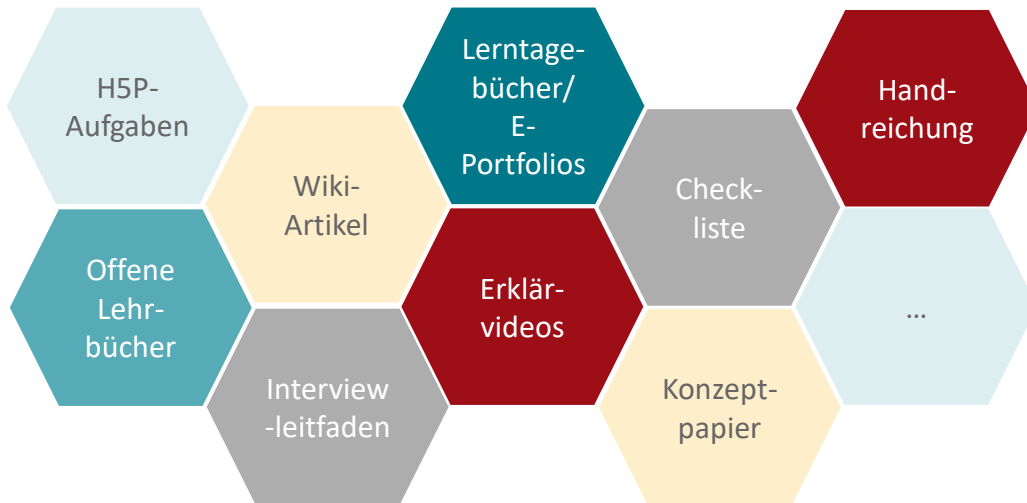 H5P-
Aufgaben
Wiki-
Artikel
Lerntage-
bücher/
E-
Portfolios
Check-
liste
Hand-
reichung
Offene
Lehr-
bücher
Interview
-leitfaden
Erklär-
videos
Konzept-
papier
...